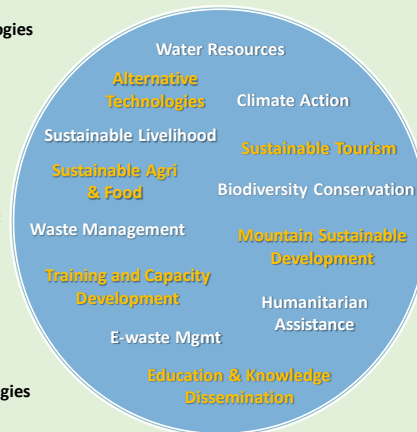 ogies
Water Resources
Alternative
Technologies
Climate Action
Sustainable Livelihood
Sustainable Tourism
Sustainable Agri
& Food
Biodiversity Conservation
Waste Management
Mountain Sustainable
Development
Training and Capacity
Development
Humanitarian
Assistance
E-waste Mgmt
Education & Knowledge
Dissemination
gies